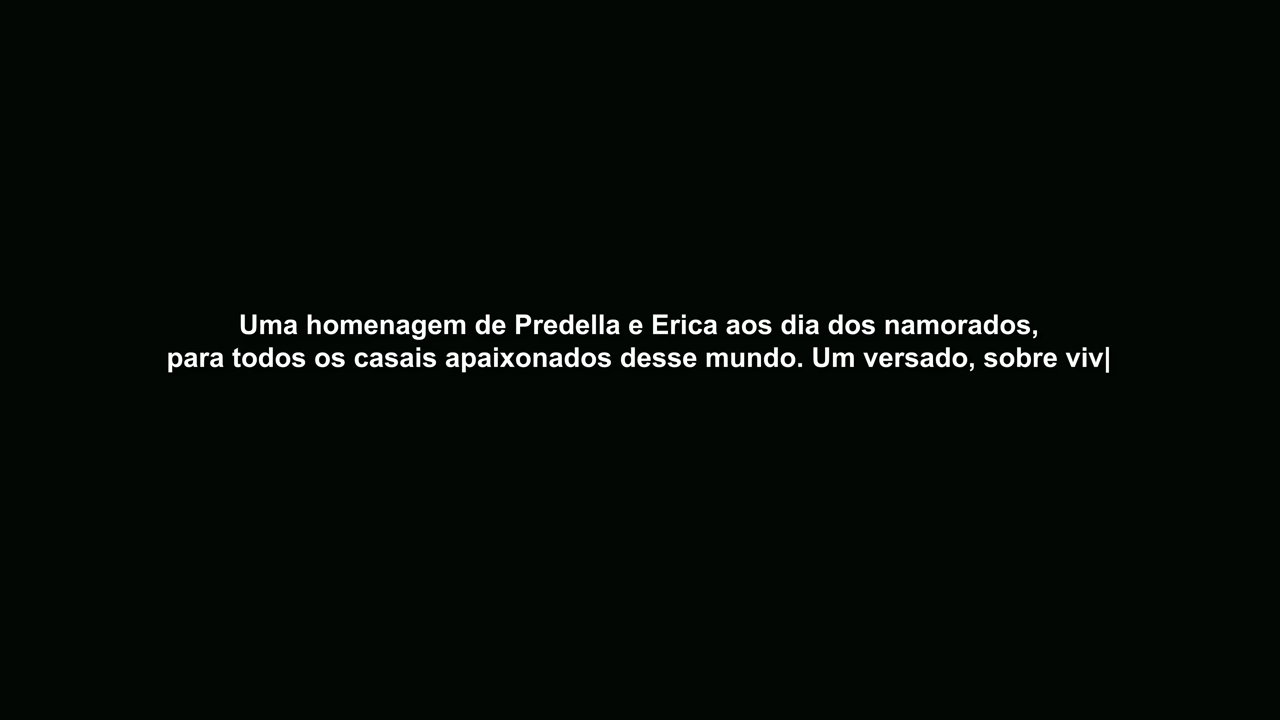 Uma homenagem de Predella e Erica aos dia dos namorados,
para todos os casais apaixonados desse mundo. Um versado, sobre viv|